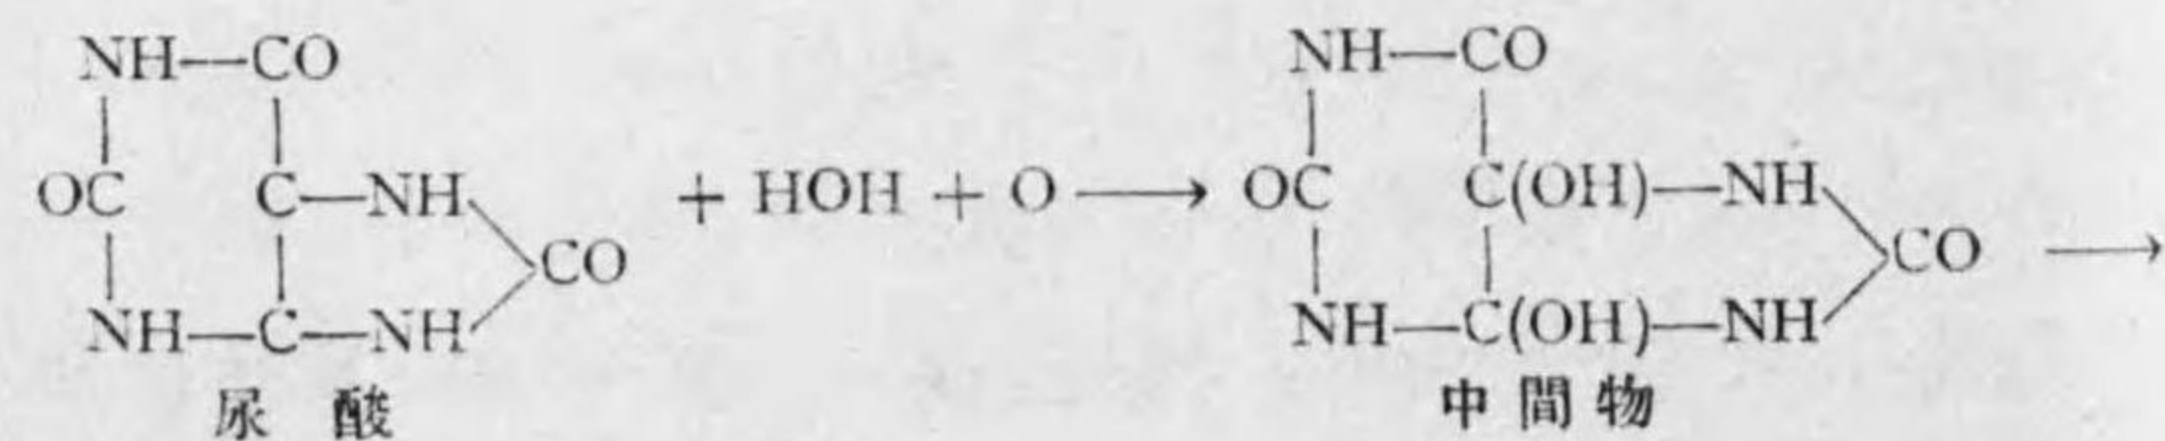 NH—CO NH—CO
OC C—NH + HOH + O ⟶ OC C(OH)—NH
CO CO ⟶
NH—C—NH NH—C(OH)—NH
尿酸 中間物